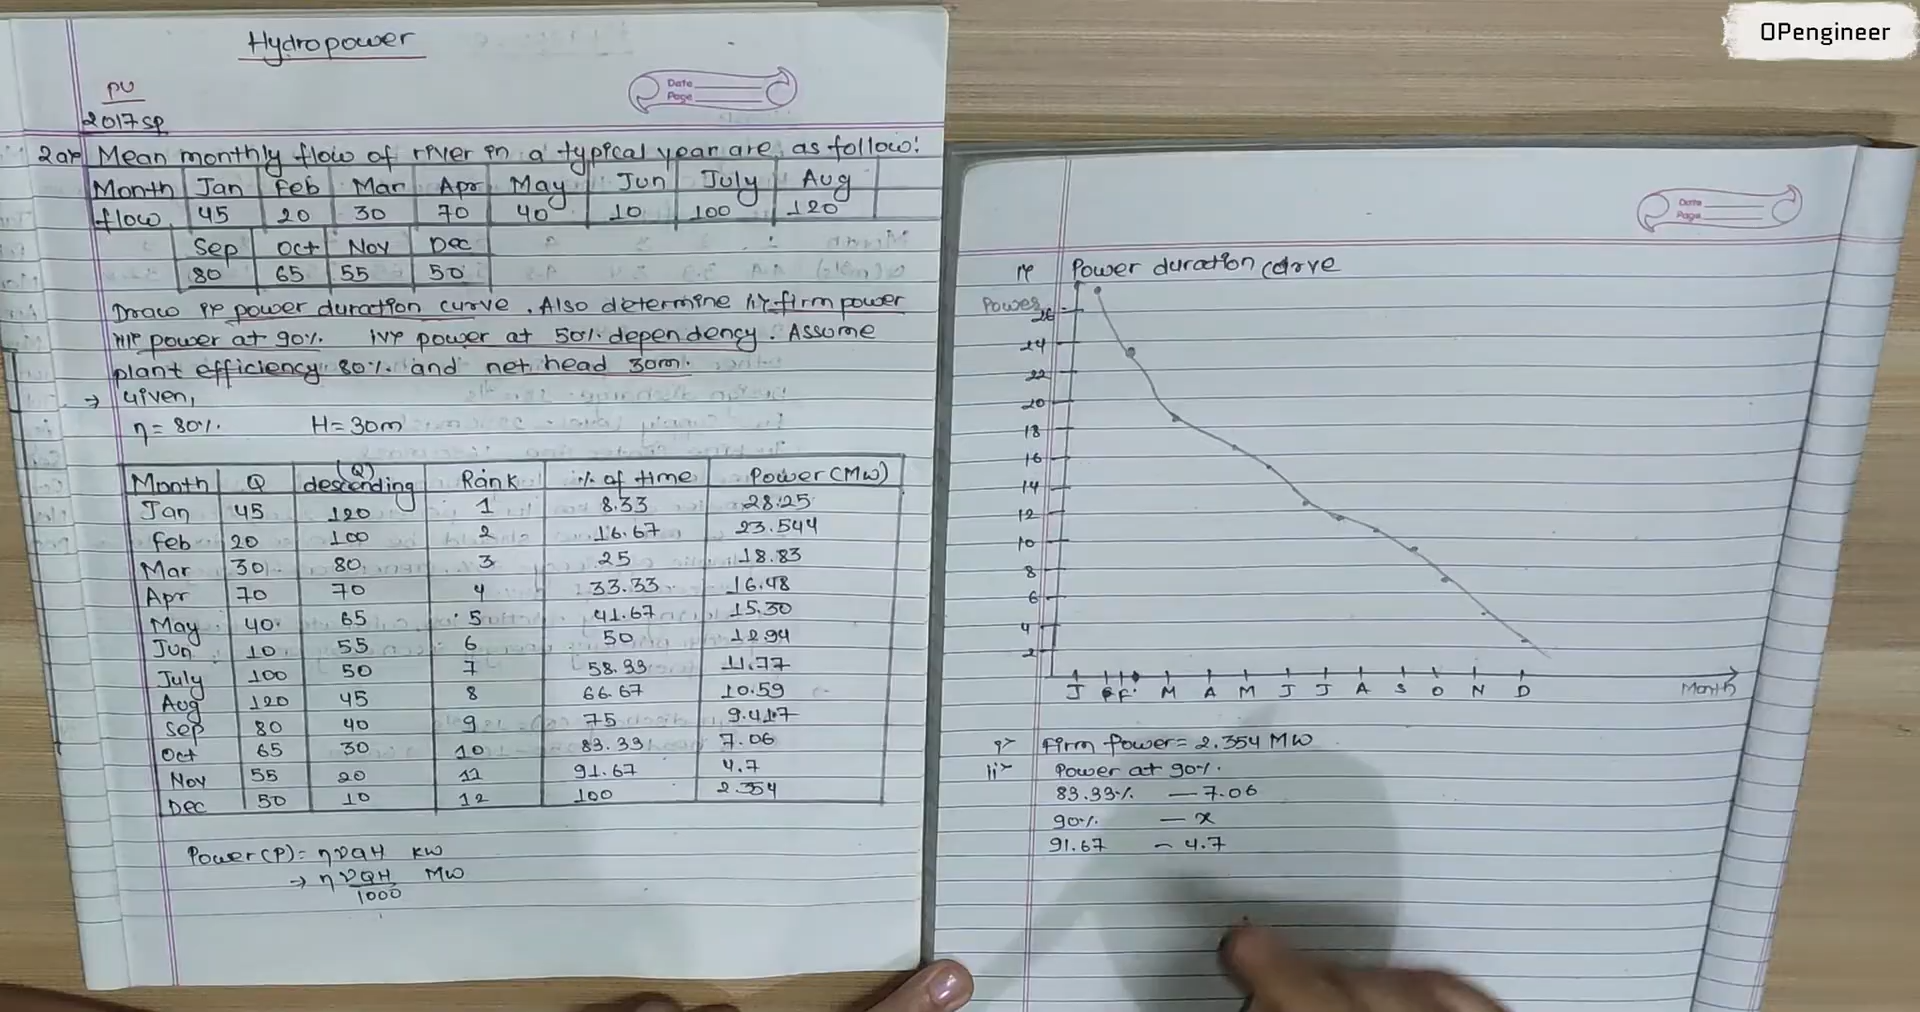 OPengineer
Hydropower
PU
2017 sp
Date
Page
2a) Mean monthly flow of river in a typical year are as follow:
Month Jan Feb Mar Apr May Jun July Aug
flow 45 20 30 70 40 10 100 120
Sep Oct Nov Dec
80 65 55 50
Draw i) power duration curve. Also determine ii) firm power
iii) power at 90%. iv) power at 50% dependency. Assume
plant efficiency 80% and net head 30m.
→ Given,
η = 80% H = 30m
Month Q (Q) descending Rank % of time Power (MW)
Jan 45 120 1 8.33 28.25
Feb 20 100 2 16.67 23.544
Mar 30 80 3 25 18.83
Apr 70 70 4 33.33 16.48
May 40 65 5 41.67 15.30
Jun 10 55 6 50 12.94
July 100 50 7 58.33 11.77
Aug 120 45 8 66.67 10.59
Sep 80 40 9 75 9.417
Oct 65 30 10 83.33 7.06
Nov 55 20 11 91.67 4.7
Dec 50 10 12 100 2.354
Power (P) = ηγQH KW
→ ηγQH MW
1000
Date
Page
i) Power duration curve
Power
26
24
22
20
18
16
14
12
10
8
6
4
2
J F M A M J J A S O N D Month
i) Firm Power = 2.354 MW
ii) Power at 90%.
83.33% — 7.06
90% — x
91.67 — 4.7